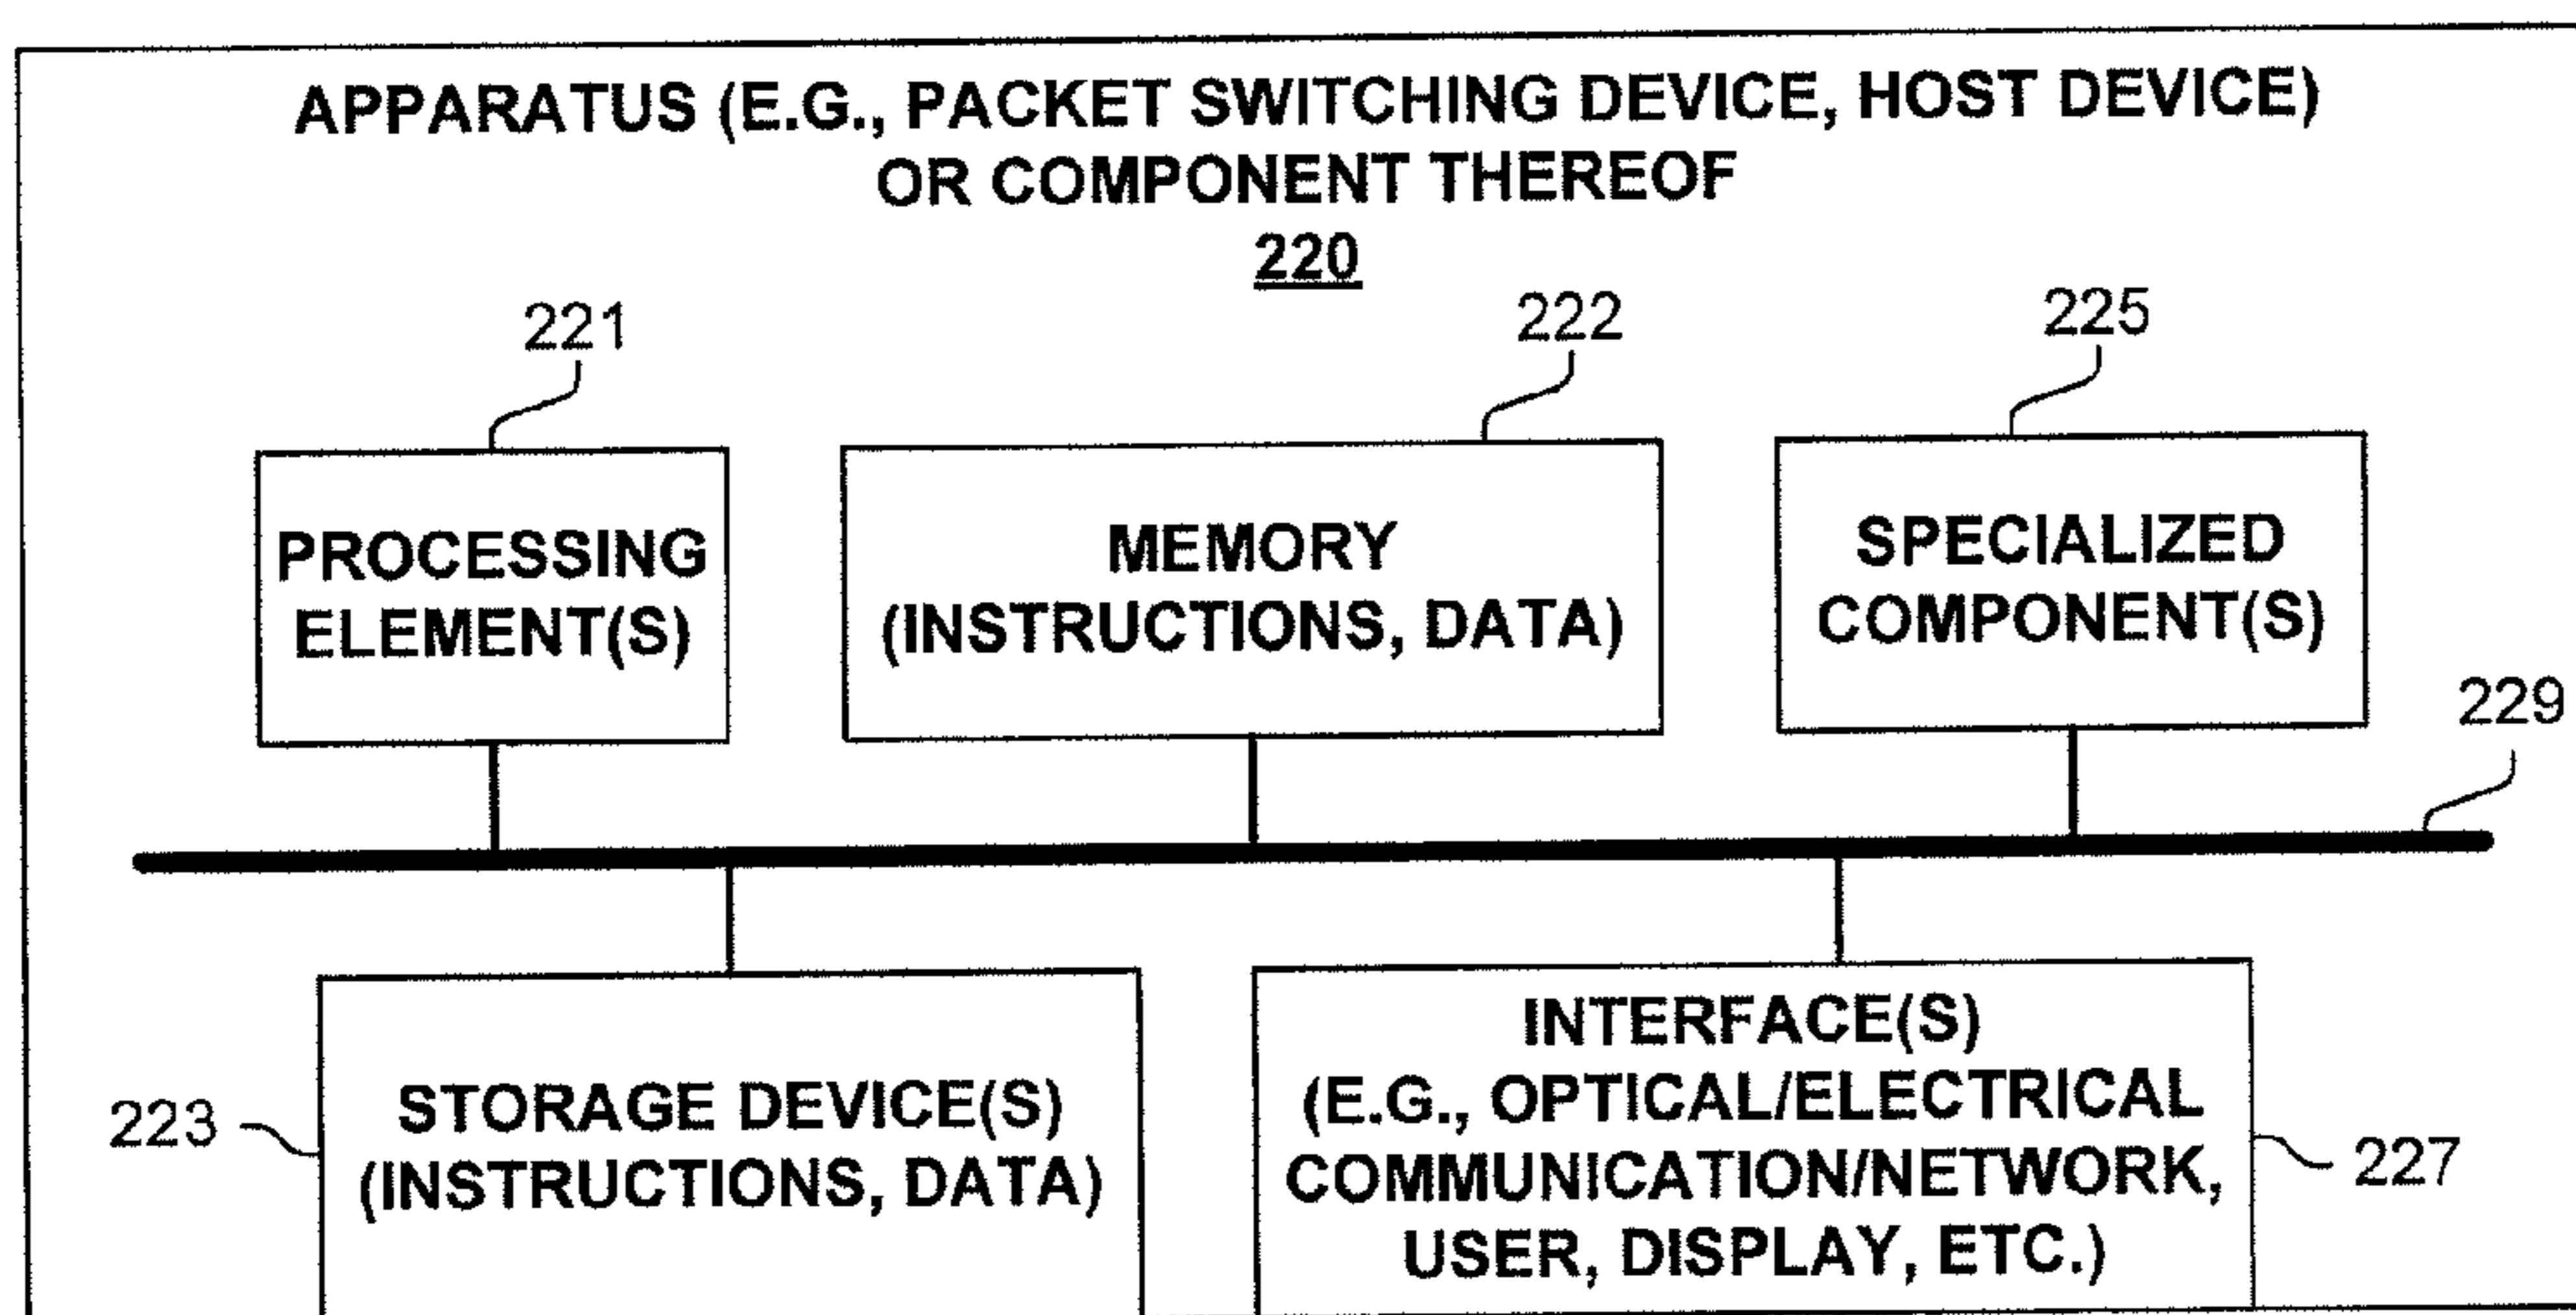 APPARATUS (E.G., PACKET SWITCHING DEVICE, HOST DEVICE)
OR COMPONENT THEREOF
220
221
222
225
PROCESSING
ELEMENT(S)
MEMORY
(INSTRUCTIONS, DATA)
SPECIALIZED
COMPONENT(S)
229
223
STORAGE DEVICE(S)
(INSTRUCTIONS, DATA)
INTERFACE(S)
(E.G., OPTICAL/ELECTRICAL
COMMUNICATION/NETWORK,
USER, DISPLAY, ETC.)
227